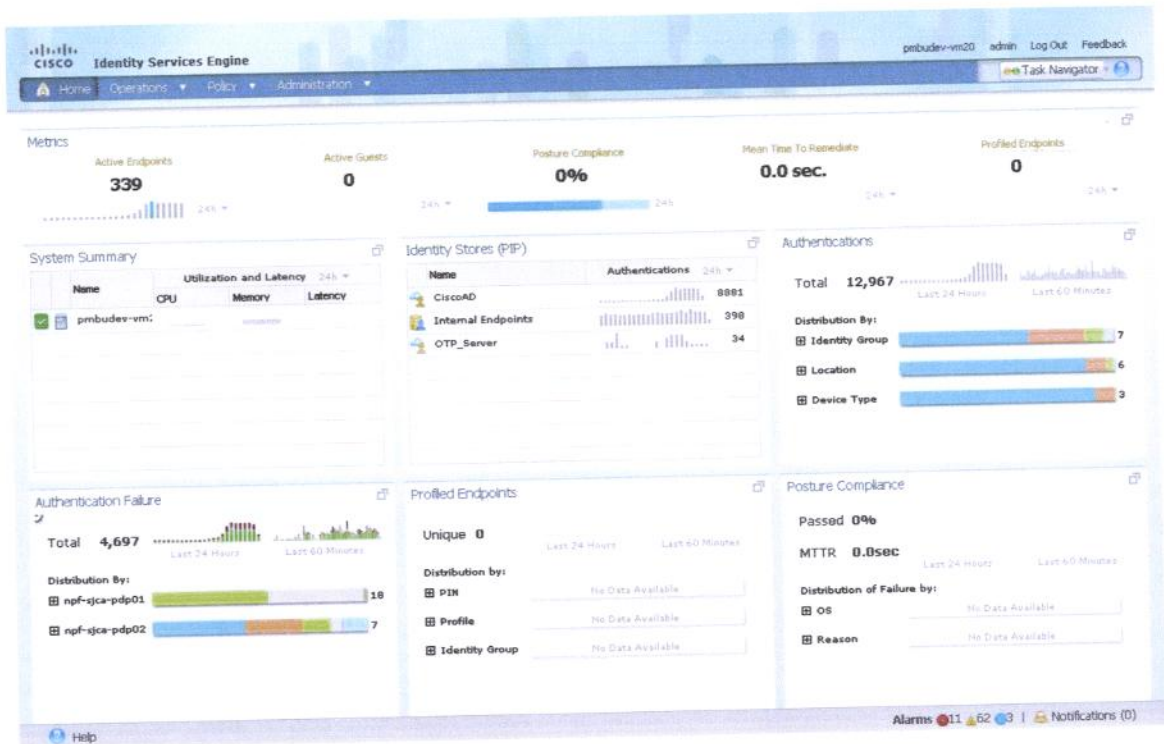 CISCO Identity Services Engine
pmbudev-vm20 admin Log Out Feedback
Home Operations Policy Administration
Task Navigator
Metrics
Active Endpoints
339
24h
Active Guests
0
24h
Posture Compliance
0%
24h
Mean Time To Remediate
0.0 sec.
24h
Profiled Endpoints
0
24h
System Summary
Utilization and Latency 24h
Name CPU Memory Latency
pmbudev-vm2
Identity Stores (PIP)
Name Authentications 24h
CiscoAD 8881
Internal Endpoints 398
OTP_Server 34
Authentications
Total 12,967
Last 24 Hours Last 60 Minutes
Distribution By:
Identity Group 7
Location 6
Device Type 3
Authentication Failure
Total 4,697
Last 24 Hours Last 60 Minutes
Distribution By:
npf-sjca-pdp01 18
npf-sjca-pdp02 7
Profiled Endpoints
Unique 0
Last 24 Hours Last 60 Minutes
Distribution by:
PIN No Data Available
Profile No Data Available
Identity Group No Data Available
Posture Compliance
Passed 0%
MTTR 0.0sec
Last 24 Hours Last 60 Minutes
Distribution of Failure by:
OS No Data Available
Reason No Data Available
Help
Alarms 11 62 3 | Notifications (0)